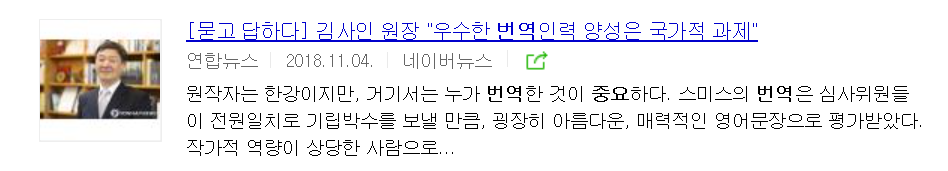 [묻고 답하다] 김사인 원장 "우수한 번역인력 양성은 국가적 과제"
연합뉴스 2018.11.04. 네이버뉴스
원작자는 한강이지만, 거기서는 누가 번역한 것이 중요하다. 스미스의 번역은 심사위원들
이 전원일치로 기립박수를 보낼 만큼, 굉장히 아름다운, 매력적인 영어문장으로 평가받았다.
작가적 역량이 상당한 사람으로...